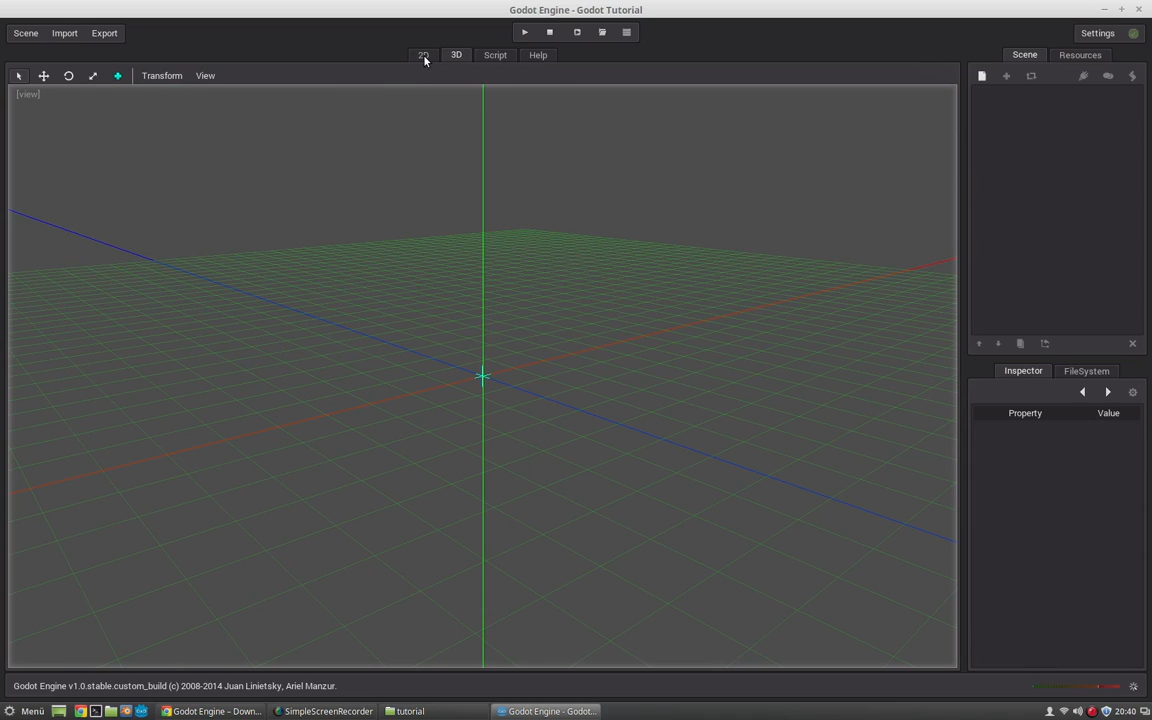 Godot Engine - Godot Tutorial
Scene Import Export
Settings
2D 3D Script Help
Scene Resources
Transform View
[view]
Inspector FileSystem
Property Value
Godot Engine v1.0.stable.custom_build (c) 2008-2014 Juan Linietsky, Ariel Manzur.
Menü Godot Engine – Down... SimpleScreenRecorder tutorial Godot Engine - Godot... 20:40